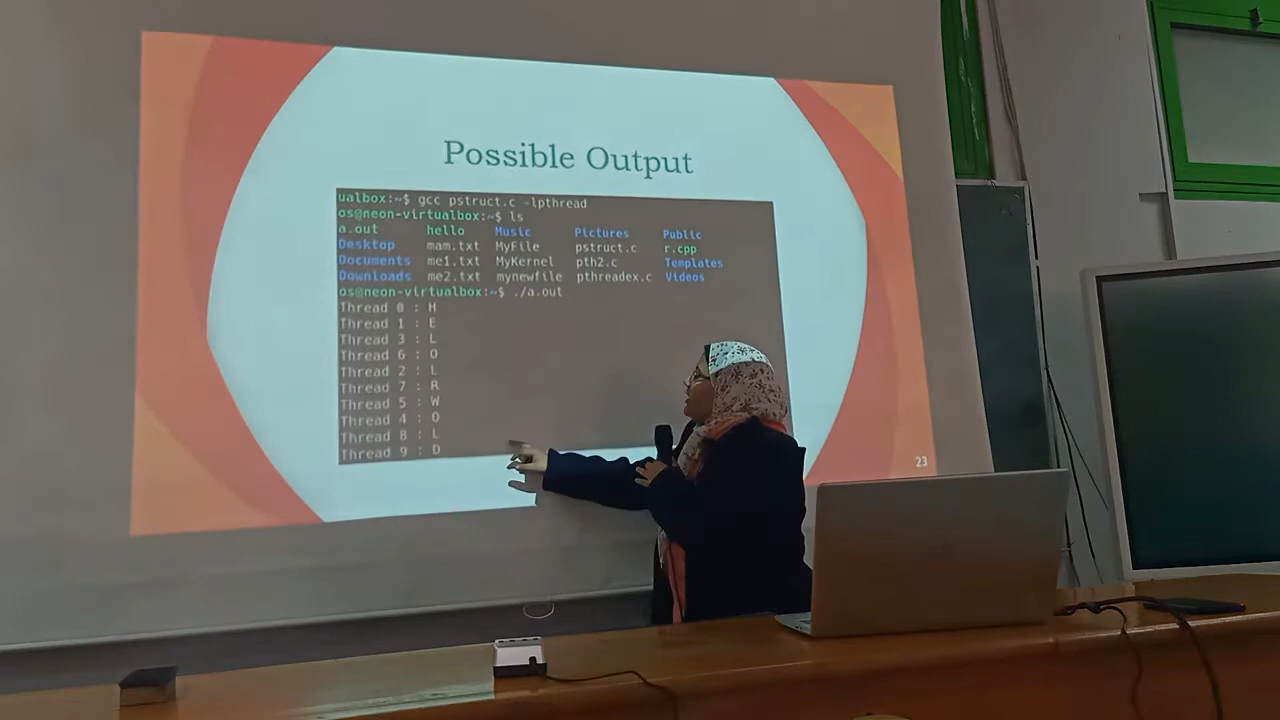 Possible Output
ualbox:~$ gcc pstruct.c -lpthread
os@neon-virtualbox:~$ ls
a.out hello Music Pictures Public
Desktop mam.txt MyFile pstruct.c r.cpp
Documents me1.txt MyKernel pth2.c Templates
Downloads me2.txt mynewfile pthreadex.c Videos
os@neon-virtualbox:~$ ./a.out
Thread 0 : H
Thread 1 : E
Thread 3 : L
Thread 6 : O
Thread 2 : L
Thread 7 : R
Thread 5 : W
Thread 4 : O
Thread 8 : L
Thread 9 : D
23